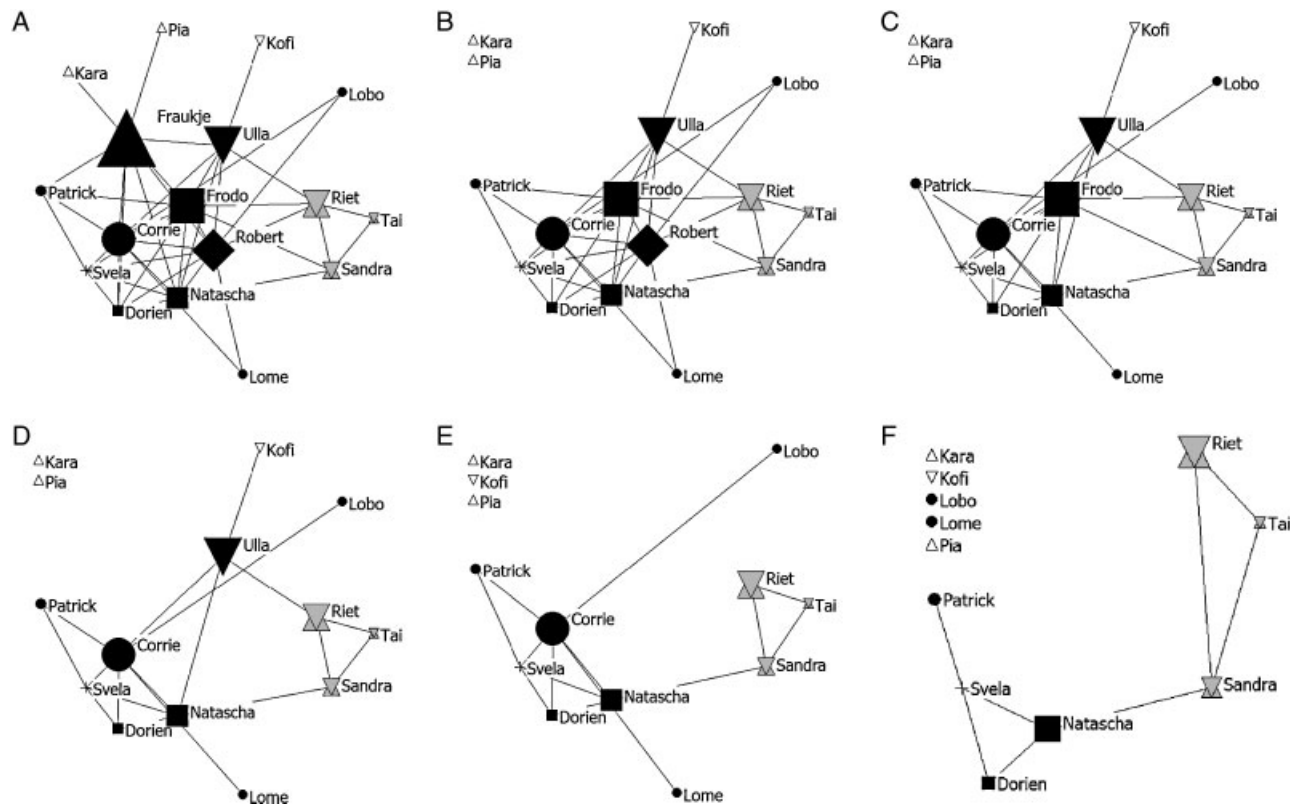 A
Pia
Kofi
Kara
Lobo
Fraukje
Ulla
Patrick
Frodo
Riet
Tai
Corrie
Robert
Svela
Sandra
Natascha
Dorien
Lome
B
Kara
Pia
Kofi
Lobo
Ulla
Patrick
Frodo
Riet
Tai
Corrie
Robert
Svela
Sandra
Natascha
Dorien
Lome
C
Kara
Pia
Kofi
Lobo
Ulla
Patrick
Frodo
Riet
Tai
Corrie
Svela
Sandra
Natascha
Dorien
Lome
D
Kara
Pia
Kofi
Lobo
Ulla
Patrick
Riet
Tai
Corrie
Svela
Sandra
Natascha
Dorien
Lome
E
Kara
Kofi
Pia
Lobo
Patrick
Riet
Tai
Corrie
Svela
Sandra
Natascha
Dorien
Lome
F
Kara
Kofi
Lobo
Lome
Pia
Riet
Tai
Patrick
Svela
Sandra
Natascha
Dorien